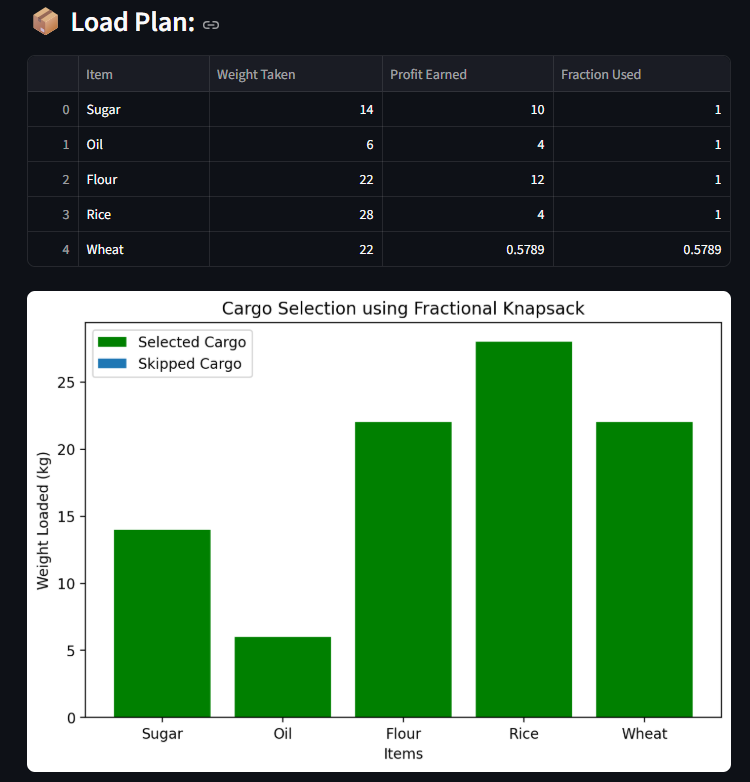 📦 Load Plan:
Item Weight Taken Profit Earned Fraction Used
0 Sugar 14 10 1
1 Oil 6 4 1
2 Flour 22 12 1
3 Rice 28 4 1
4 Wheat 22 0.5789 0.5789
Cargo Selection using Fractional Knapsack
Selected Cargo
Skipped Cargo
25
20
15
10
5
0
Weight Loaded (kg)
Sugar Oil Flour Rice Wheat
Items